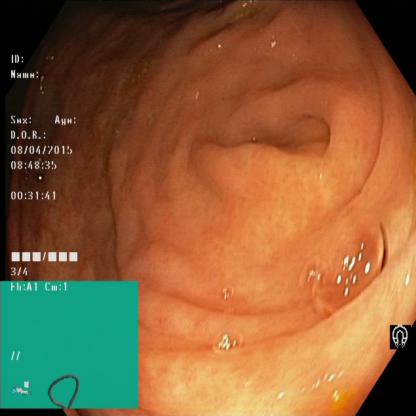 ID:
Name:
Sex: Age:
D.O.B.:
08/04/2015
08:48:35
00:31:41
■■■/■■■
3/4
Eh:A1 Cm:1
//